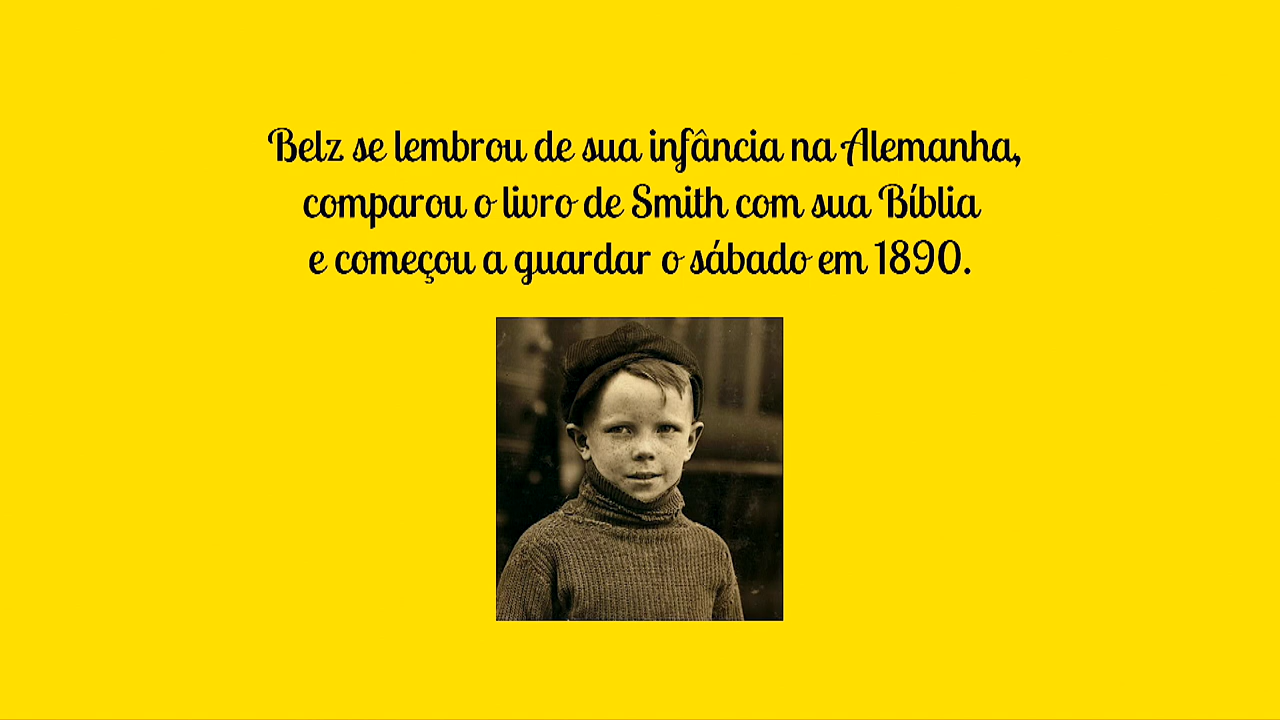 Belz se lembrou de sua infância na Alemanha,
comparou o livro de Smith com sua Bíblia
e começou a guardar o sábado em 1890.